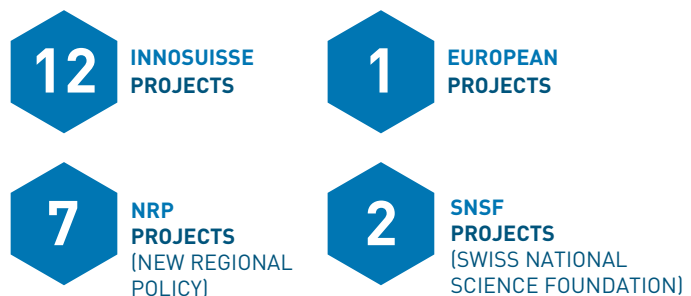 12
INNOSUISSE
PROJECTS
1
EUROPEAN
PROJECTS
7
NRP
PROJECTS
(NEW REGIONAL
POLICY)
2
SNSF
PROJECTS
(SWISS NATIONAL
SCIENCE FOUNDATION)